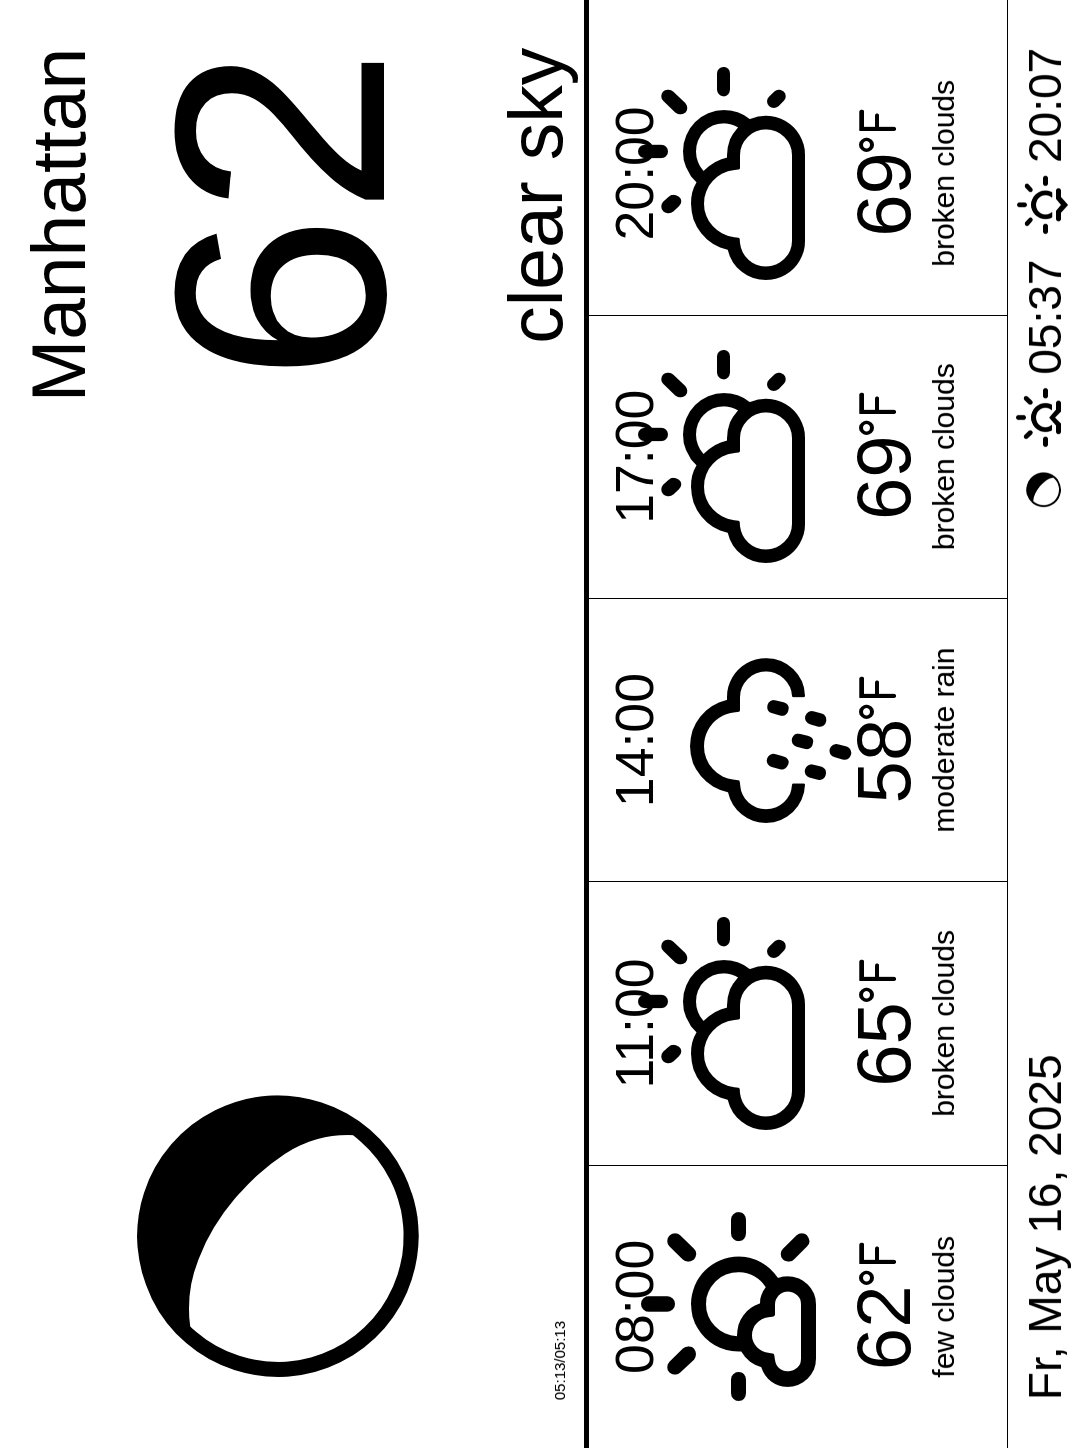 Manhattan
62
clear sky
05:13/05:13
08:00
62°F
few clouds
11:00
65°F
broken clouds
14:00
58°F
moderate rain
17:00
69°F
broken clouds
20:00
69°F
broken clouds
Fr, May 16, 2025
05:37
20:07